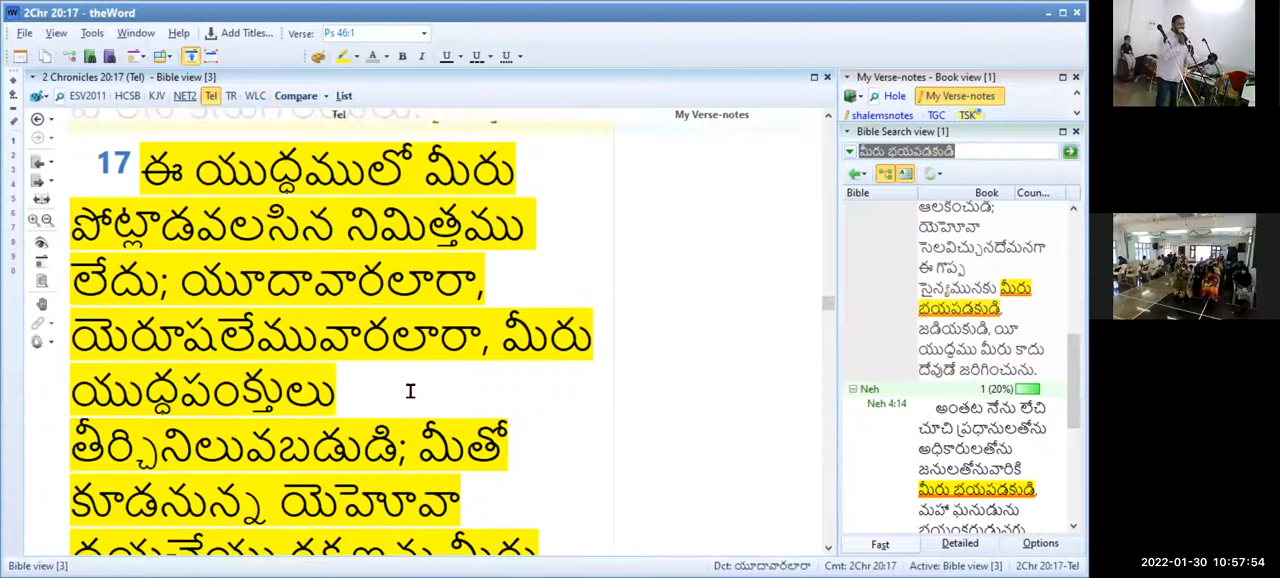 2Chr 20:17 - theWord
File View Tools Window Help Add Titles... Verse: Ps 46:1
B I U U U
2 Chronicles 20:17 (Tel) - Bible view [3]
ESV2011 HCSB KJV NET2 Tel TR WLC Compare List
Tel My Verse-notes
17 ఈ యుద్ధములో మీరు
పోట్లాడవలసిన నిమిత్తము
లేదు; యూదావారలారా,
యెరూషలేమువారలారా, మీరు
యుద్ధపంక్తులు
తీర్చినిలువబడుడి; మీతో
కూడనున్న యెహోవా
దయచేయు రక్షణను మీరు
My Verse-notes - Book view [1]
Hole My Verse-notes
shalemsnotes TGC TSK
Bible Search view [1]
మీరు భయపడకుడి
Bible Book Coun...
ఆలకించుడి;
యెహోవా
సెలవిచ్చునదేమనగా
ఈ గొప్ప
సైన్యమునకు మీరు
భయపడకుడి,
జడియకుడి, యీ
యుద్ధము మీరు కాదు
దేవుడే జరిగించును.
Neh 1 (20%)
Neh 4:14 అంతట నేను లేచి
చూచి ప్రధానులతోను
అధికారులతోను
జనులతోనువారికి
మీరు భయపడకుడి,
మహా ఘనుడును
భయంకరుడునగు
Fast Detailed Options
Bible view [3] Dct: యూదావారలారా Cmt: 2Chr 20:17 Active: Bible view [3] 2Chr 20:17-Tel
2022-01-30 10:57:54